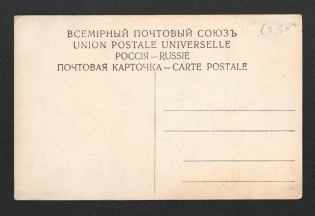 ВСЕМІРНЫЙ ПОЧТОВЫЙ СОЮЗЪ
UNION POSTALE UNIVERSELLE
РОССІЯ—RUSSIE
ПОЧТОВАЯ КАРТОЧКА—CARTE POSTALE